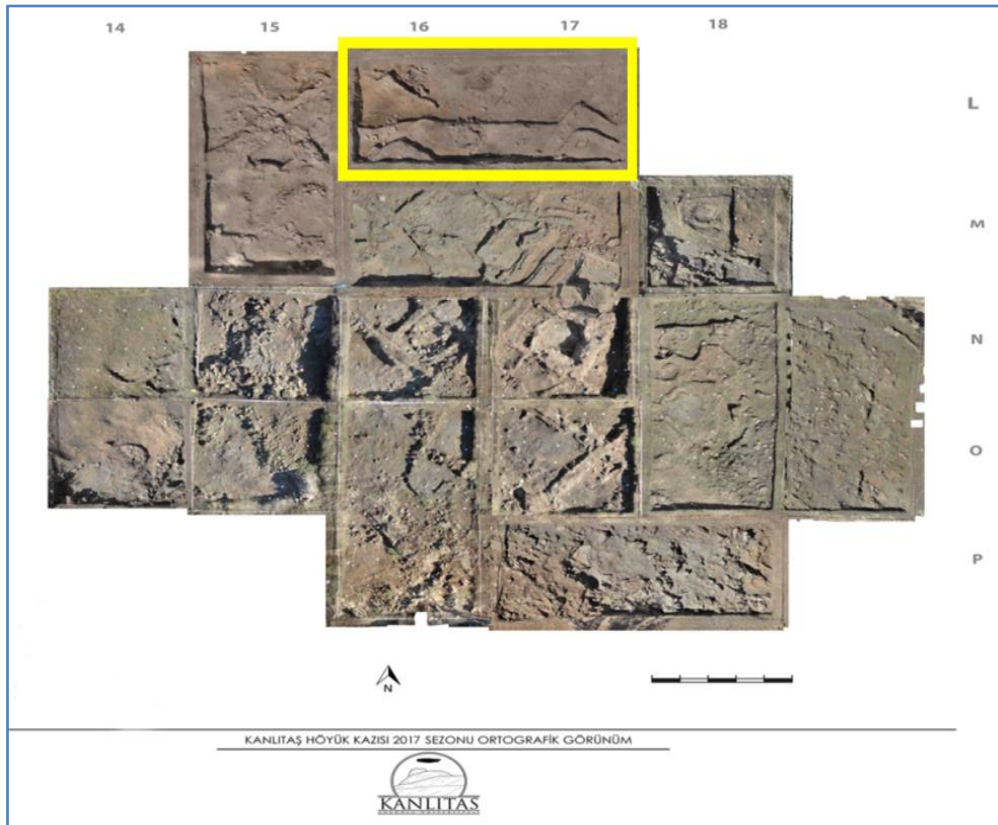 14 15 16 17 18
L
M
N
O
P
N
KANLITAŞ HÖYÜK KAZISI 2017 SEZONU ORTOGRAFİK GÖRÜNÜM
KANLITAŞ